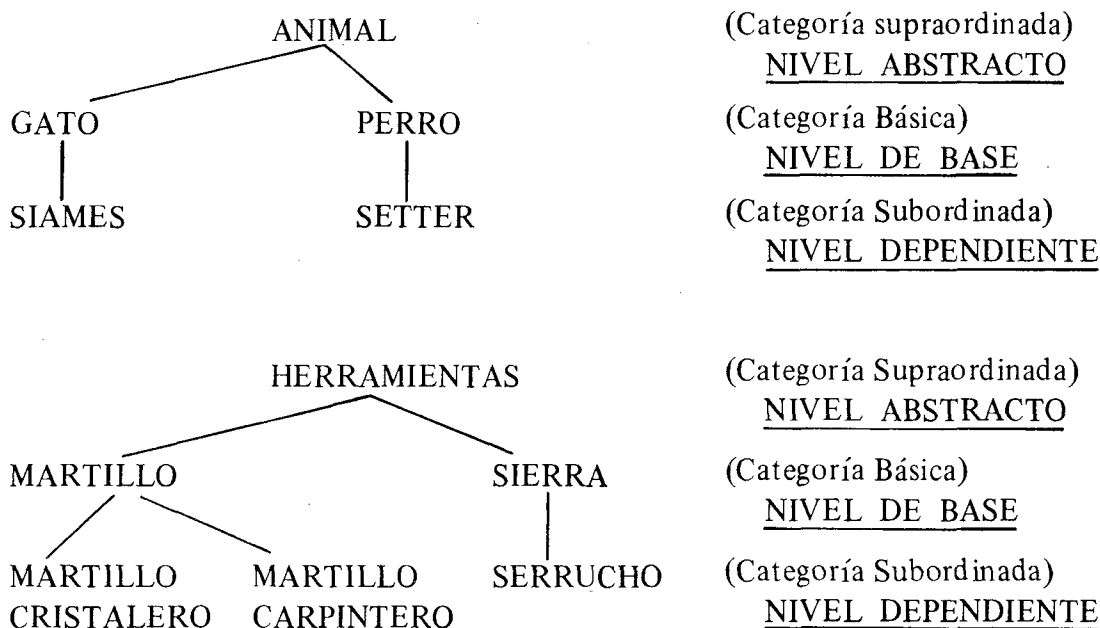 ANIMAL (Categoría supraordinada)
NIVEL ABSTRACTO
GATO PERRO (Categoría Básica)
NIVEL DE BASE
SIAMES SETTER (Categoría Subordinada)
NIVEL DEPENDIENTE
HERRAMIENTAS (Categoría Supraordinada)
NIVEL ABSTRACTO
MARTILLO SIERRA (Categoría Básica)
NIVEL DE BASE
MARTILLO MARTILLO SERRUCHO (Categoría Subordinada)
CRISTALERO CARPINTERO NIVEL DEPENDIENTE